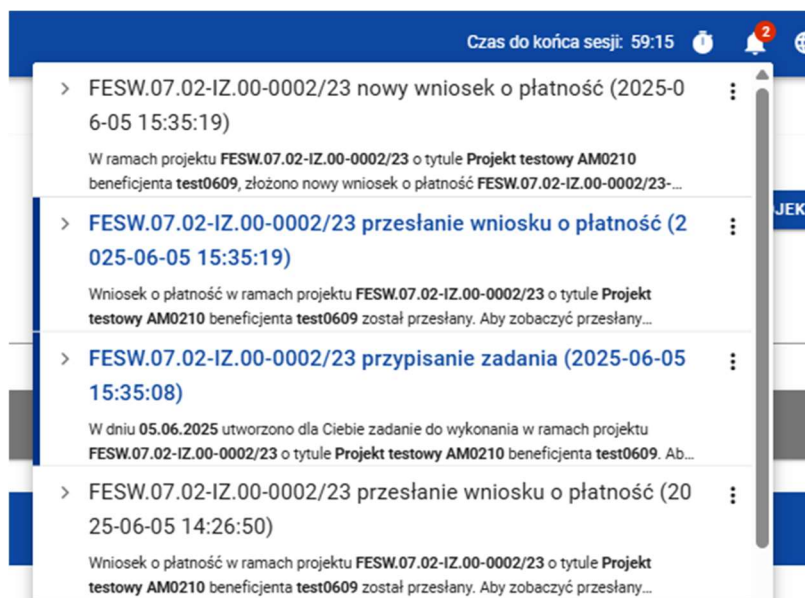 Czas do końca sesji: 59:15
2
FESW.07.02-IZ.00-0002/23 nowy wniosek o płatność (2025-0
6-05 15:35:19)
W ramach projektu FESW.07.02-IZ.00-0002/23 o tytule Projekt testowy AM0210
beneficjenta test0609, złożono nowy wniosek o płatność FESW.07.02-IZ.00-0002/23-...
JEK
FESW.07.02-IZ.00-0002/23 przesłanie wniosku o płatność (2
025-06-05 15:35:19)
Wniosek o płatność w ramach projektu FESW.07.02-IZ.00-0002/23 o tytule Projekt
testowy AM0210 beneficjenta test0609 został przesłany. Aby zobaczyć przesłany...
FESW.07.02-IZ.00-0002/23 przypisanie zadania (2025-06-05
15:35:08)
W dniu 05.06.2025 utworzono dla Ciebie zadanie do wykonania w ramach projektu
FESW.07.02-IZ.00-0002/23 o tytule Projekt testowy AM0210 beneficjenta test0609. Ab...
FESW.07.02-IZ.00-0002/23 przesłanie wniosku o płatność (20
25-06-05 14:26:50)
Wniosek o płatność w ramach projektu FESW.07.02-IZ.00-0002/23 o tytule Projekt
testowy AM0210 beneficjenta test0609 został przesłany. Aby zobaczyć przesłany...